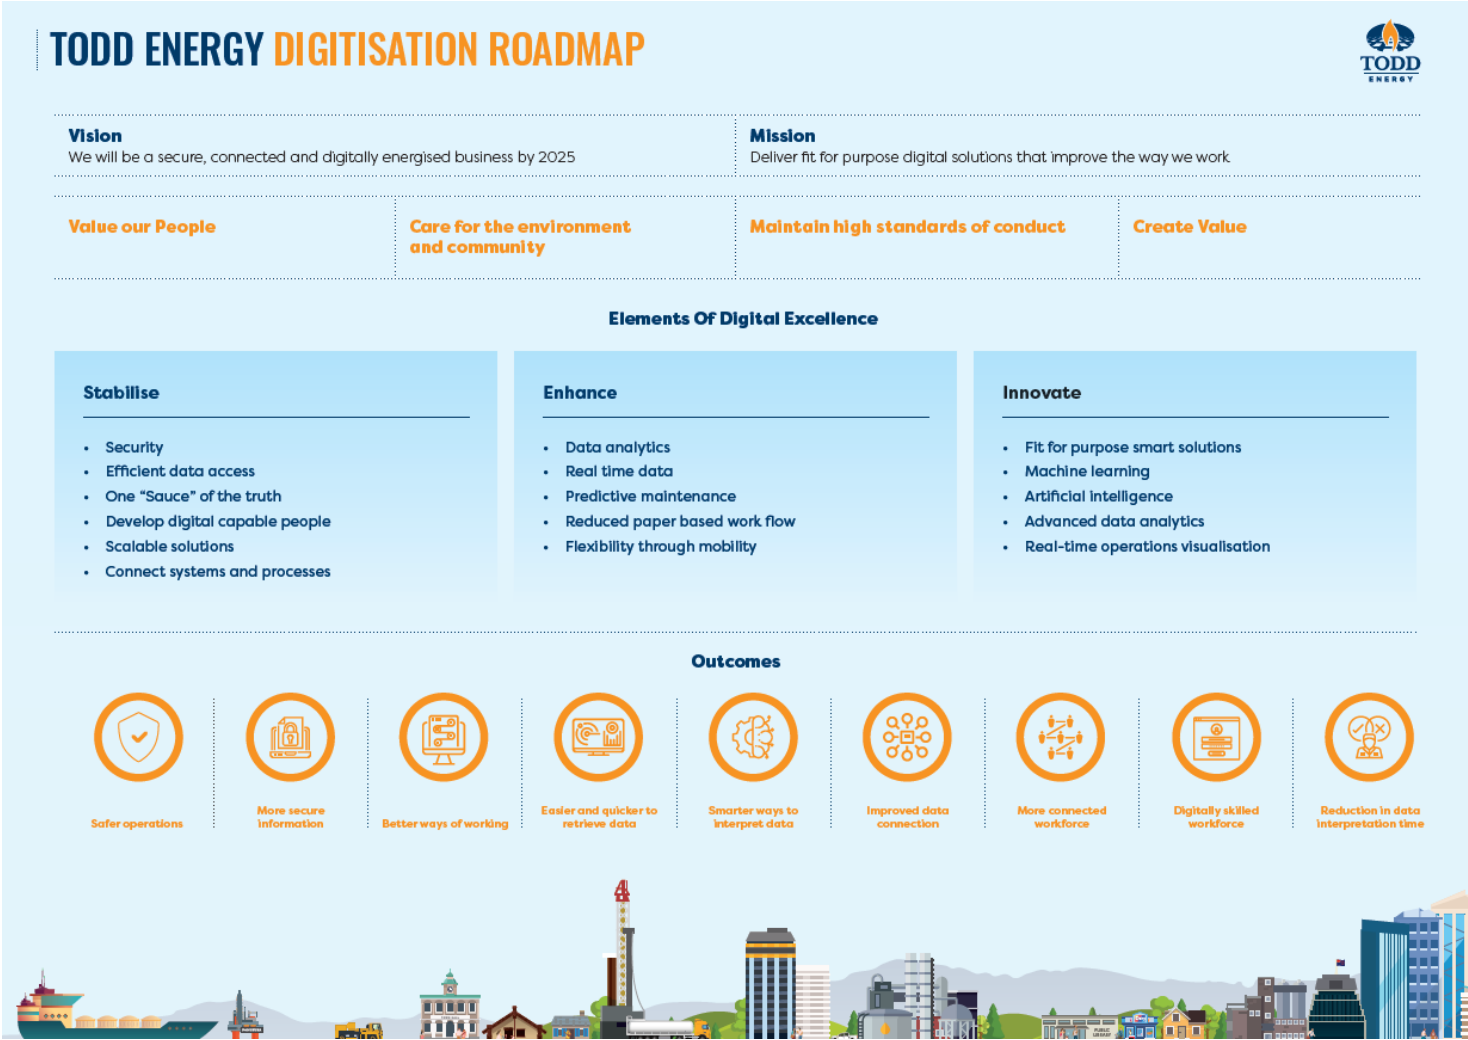 TODD ENERGY DIGITISATION ROADMAP
TODD
ENERGY
Vision
We will be a secure, connected and digitally energised business by 2025
Mission
Deliver fit for purpose digital solutions that improve the way we work.
Value our People
Care for the environment
and community
Maintain high standards of conduct
Create Value
Elements Of Digital Excellence
Stabilise
• Security
• Efficient data access
• One “Sauce” of the truth
• Develop digital capable people
• Scalable solutions
• Connect systems and processes
Enhance
• Data analytics
• Real time data
• Predictive maintenance
• Reduced paper based work flow
• Flexibility through mobility
Innovate
• Fit for purpose smart solutions
• Machine learning
• Artificial intelligence
• Advanced data analytics
• Real-time operations visualisation
Outcomes
Safer operations
More secure
information
Better ways of working
Easier and quicker to
retrieve data
Smarter ways to
interpret data
Improved data
connection
More connected
workforce
Digitally skilled
workforce
Reduction in data
interpretation time
4
PUBLIC
LIBRARY